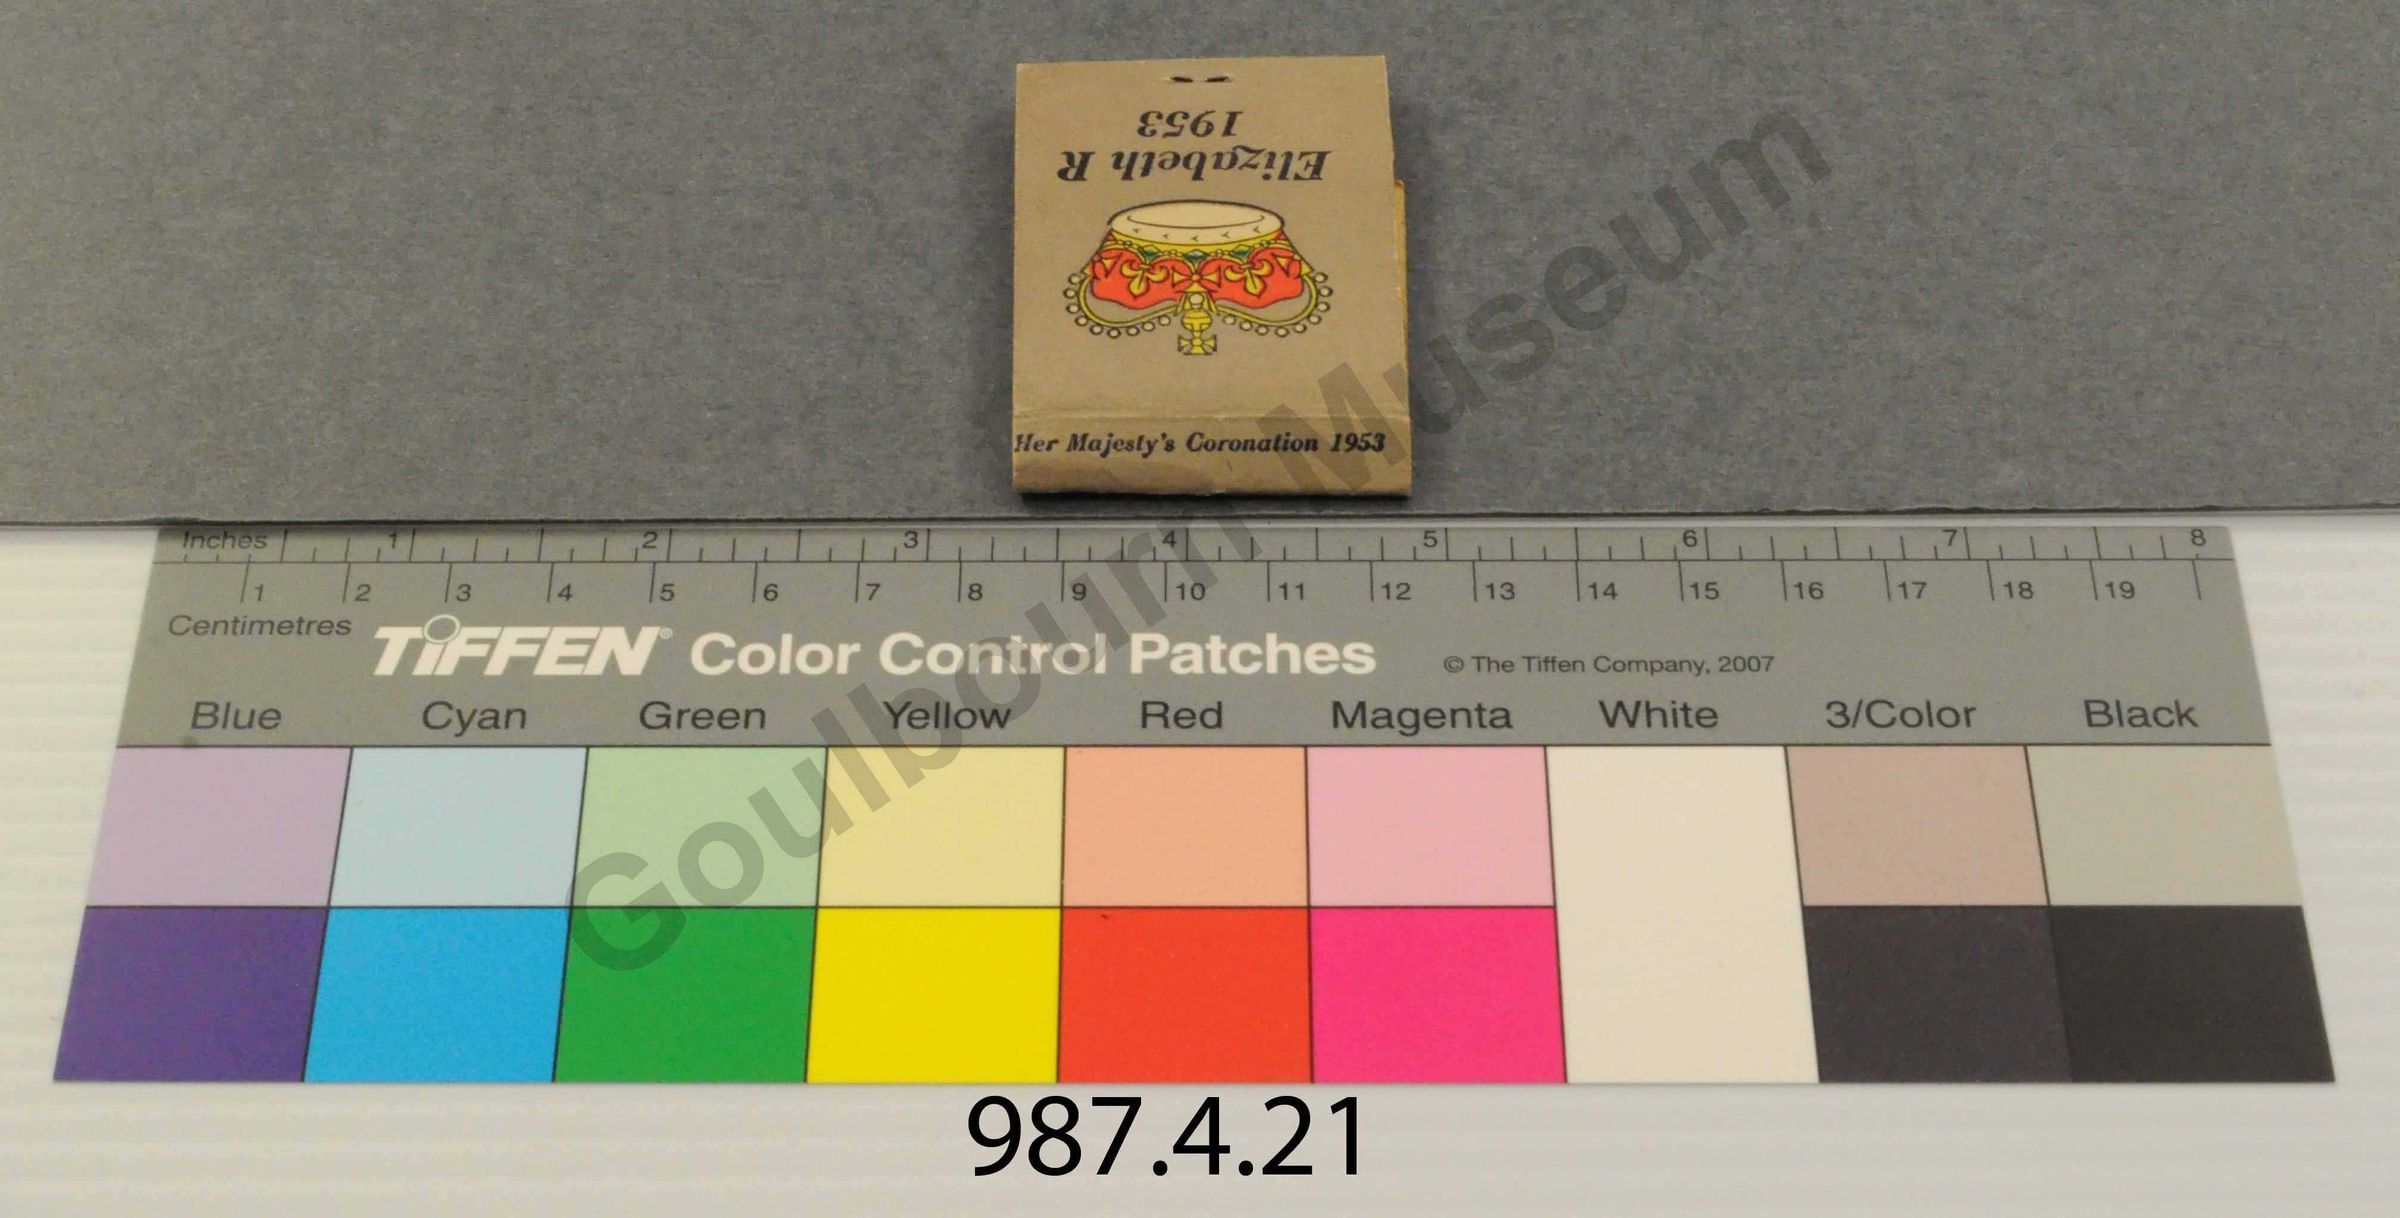 1953
Elizabeth R
Her Majesty's Coronation 1953
Inches 1 2 3 4 5 6 7 8
1 2 3 4 5 6 7 8 9 10 11 12 13 14 15 16 17 18 19
Centimetres
TIFFEN® Color Control Patches © The Tiffen Company, 2007
Blue Cyan Green Yellow Red Magenta White 3/Color Black
Goulbourn Museum
987.4.21